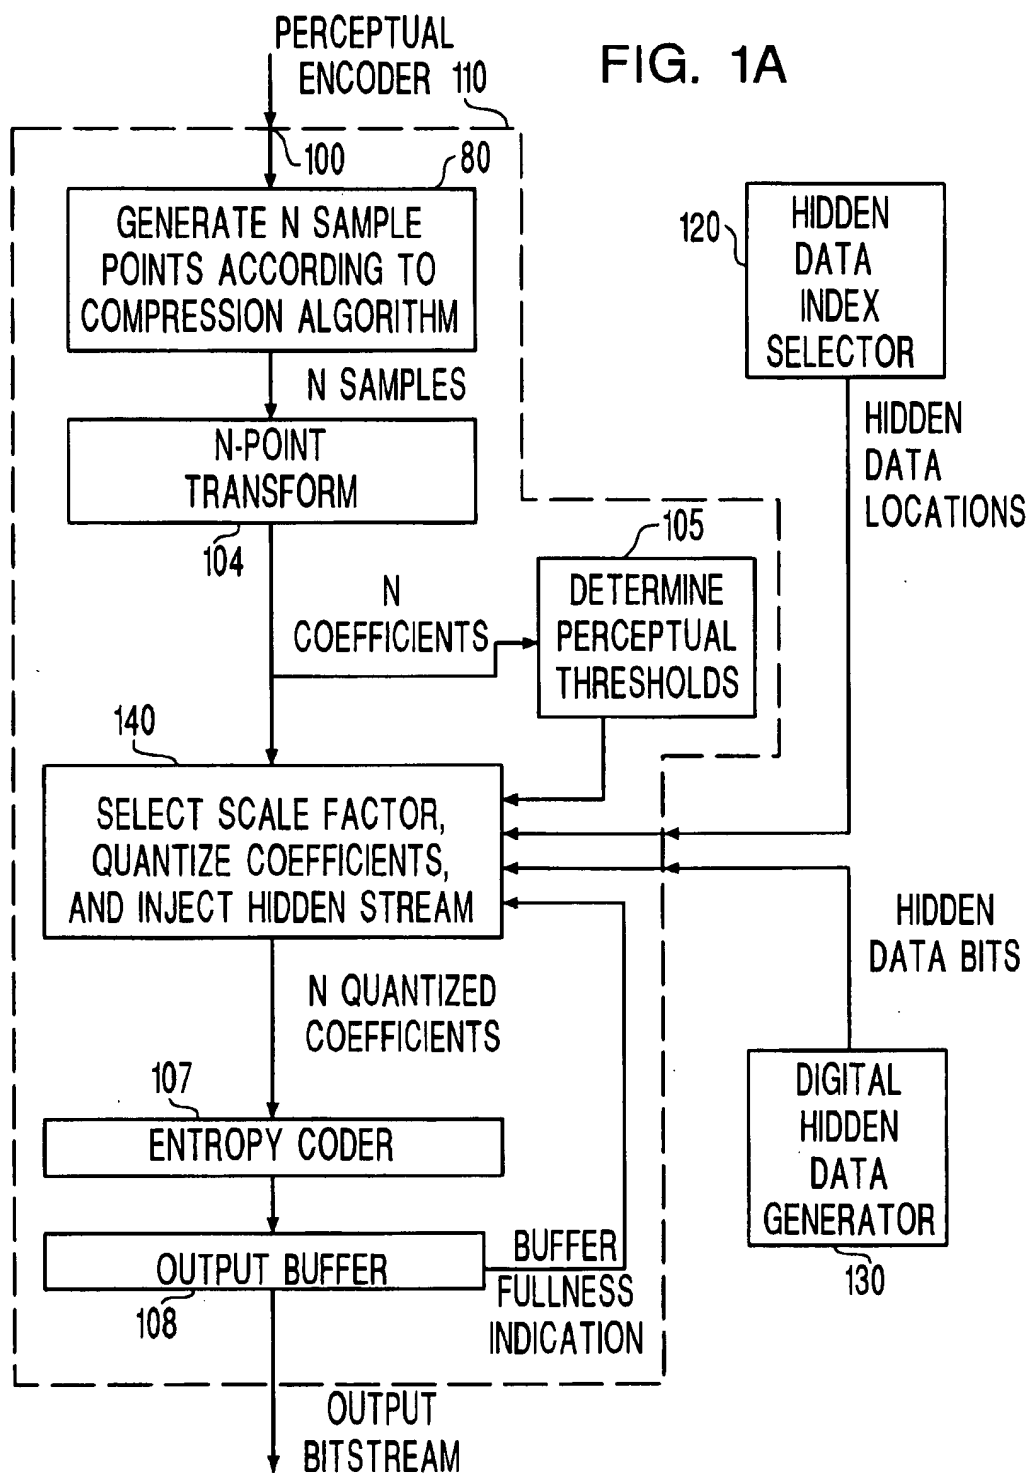 PERCEPTUAL
ENCODER
FIG. 1A
110
100
80
GENERATE N SAMPLE
POINTS ACCORDING TO
COMPRESSION ALGORITHM
120
HIDDEN
DATA
INDEX
SELECTOR
N SAMPLES
HIDDEN
DATA
LOCATIONS
N-POINT
TRANSFORM
104
105
N
COEFFICIENTS
DETERMINE
PERCEPTUAL
THRESHOLDS
140
SELECT SCALE FACTOR,
QUANTIZE COEFFICIENTS,
AND INJECT HIDDEN STREAM
HIDDEN
DATA BITS
N QUANTIZED
COEFFICIENTS
107
ENTROPY CODER
DIGITAL
HIDDEN
DATA
GENERATOR
130
OUTPUT BUFFER
108
BUFFER
FULLNESS
INDICATION
OUTPUT
BITSTREAM